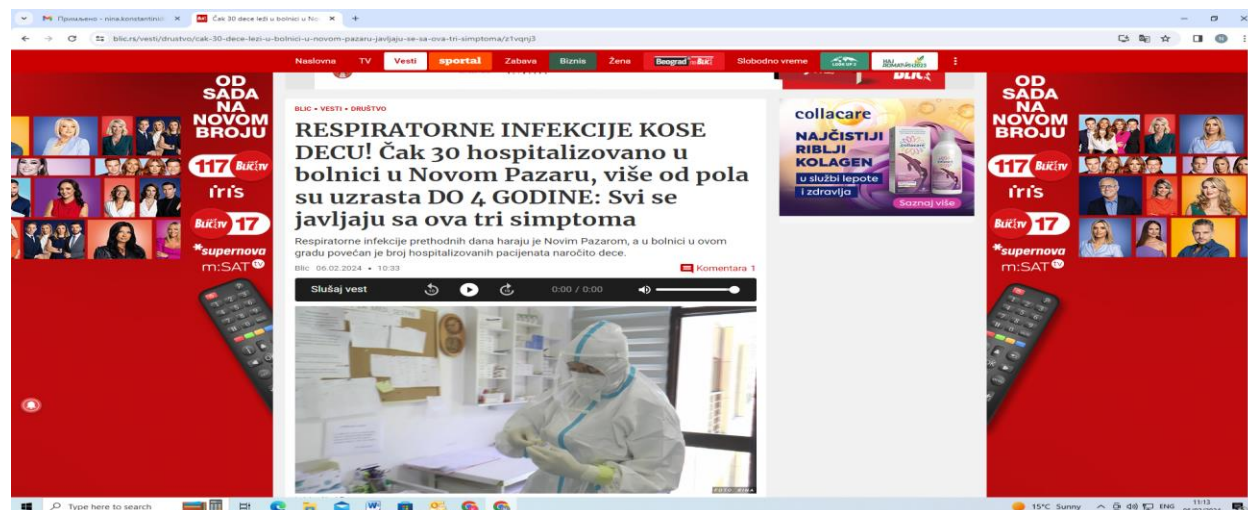 Примљено - nina.konstantinić
Čak 30 dece leži u bolnici u No
blic.rs/vesti/drustvo/cak-30-dece-lezi-u-bolnici-u-novom-pazaru-javljaju-se-sa-ova-tri-simptoma/z1vqnj3
Naslovna TV Vesti sportal Zabava Biznis Žena Beograd Blic Slobodno vreme
OD
SADA
NA
NOVOM
BROJU
117 Blic tv
iris
Blic tv 17
supernova
m:SAT tv
BLIC • VESTI • DRUŠTVO
RESPIRATORNE INFEKCIJE KOSE
DECU! Čak 30 hospitalizovano u
bolnici u Novom Pazaru, više od pola
su uzrasta DO 4 GODINE: Svi se
javljaju sa ova tri simptoma
Respiratorne infekcije prethodnih dana haraju je Novim Pazarom, a u bolnici u ovom
gradu povećan je broj hospitalizovanih pacijenata naročito dece.
Blic 06.02.2024 • 10:33
Komentara 1
Slušaj vest 0:00 / 0:00
FOTO: RINA
collacare
NAJČISTIJI
RIBLJI
KOLAGEN
u službi lepote
i zdravlja
Saznaj više
OD
SADA
NA
NOVOM
BROJU
117 Blic tv
iris
Blic tv 17
supernova
m:SAT tv
Type here to search
15°C Sunny
ENG
11:13